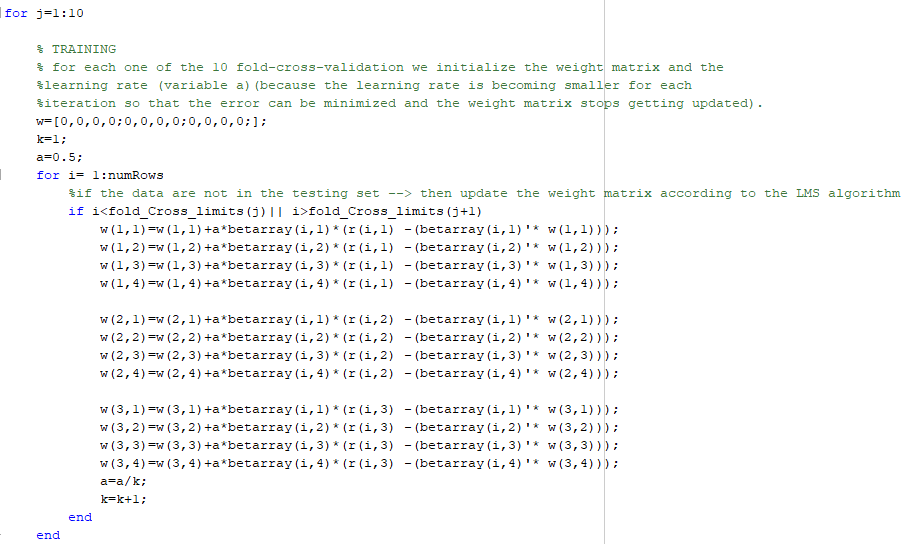 for j=1:10
% TRAINING
% for each one of the 10 fold-cross-validation we initialize the weight matrix and the
%learning rate (variable a)(because the learning rate is becoming smaller for each
%iteration so that the error can be minimized and the weight matrix stops getting updated).
w=[0,0,0,0;0,0,0,0;0,0,0,0;];
k=1;
a=0.5;
for i= 1:numRows
%if the data are not in the testing set --> then update the weight matrix according to the LMS algorithm
if i<fold_Cross_limits(j)|| i>fold_Cross_limits(j+1)
w(1,1)=w(1,1)+a*betarray(i,1)*(r(i,1) -(betarray(i,1)'* w(1,1)));
w(1,2)=w(1,2)+a*betarray(i,2)*(r(i,1) -(betarray(i,2)'* w(1,2)));
w(1,3)=w(1,3)+a*betarray(i,3)*(r(i,1) -(betarray(i,3)'* w(1,3)));
w(1,4)=w(1,4)+a*betarray(i,4)*(r(i,1) -(betarray(i,4)'* w(1,4)));
w(2,1)=w(2,1)+a*betarray(i,1)*(r(i,2) -(betarray(i,1)'* w(2,1)));
w(2,2)=w(2,2)+a*betarray(i,2)*(r(i,2) -(betarray(i,2)'* w(2,2)));
w(2,3)=w(2,3)+a*betarray(i,3)*(r(i,2) -(betarray(i,3)'* w(2,3)));
w(2,4)=w(2,4)+a*betarray(i,4)*(r(i,2) -(betarray(i,4)'* w(2,4)));
w(3,1)=w(3,1)+a*betarray(i,1)*(r(i,3) -(betarray(i,1)'* w(3,1)));
w(3,2)=w(3,2)+a*betarray(i,2)*(r(i,3) -(betarray(i,2)'* w(3,2)));
w(3,3)=w(3,3)+a*betarray(i,3)*(r(i,3) -(betarray(i,3)'* w(3,3)));
w(3,4)=w(3,4)+a*betarray(i,4)*(r(i,3) -(betarray(i,4)'* w(3,4)));
a=a/k;
k=k+1;
end
end